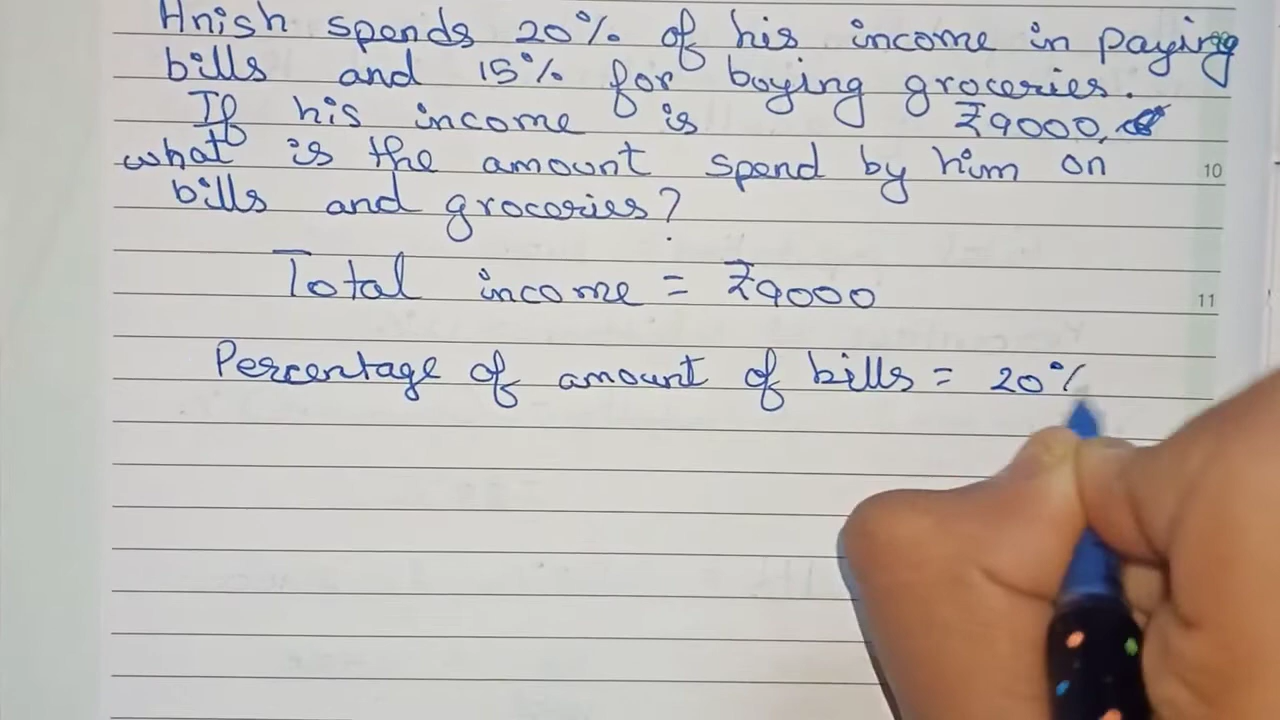 Anish spends 20% of his income in paying
bills and 15% for buying groceries.
If his income is ₹9000,
what is the amount spend by him on
10
bills and groceries?
Total income = ₹9000
11
Percentage of amount of bills = 20%